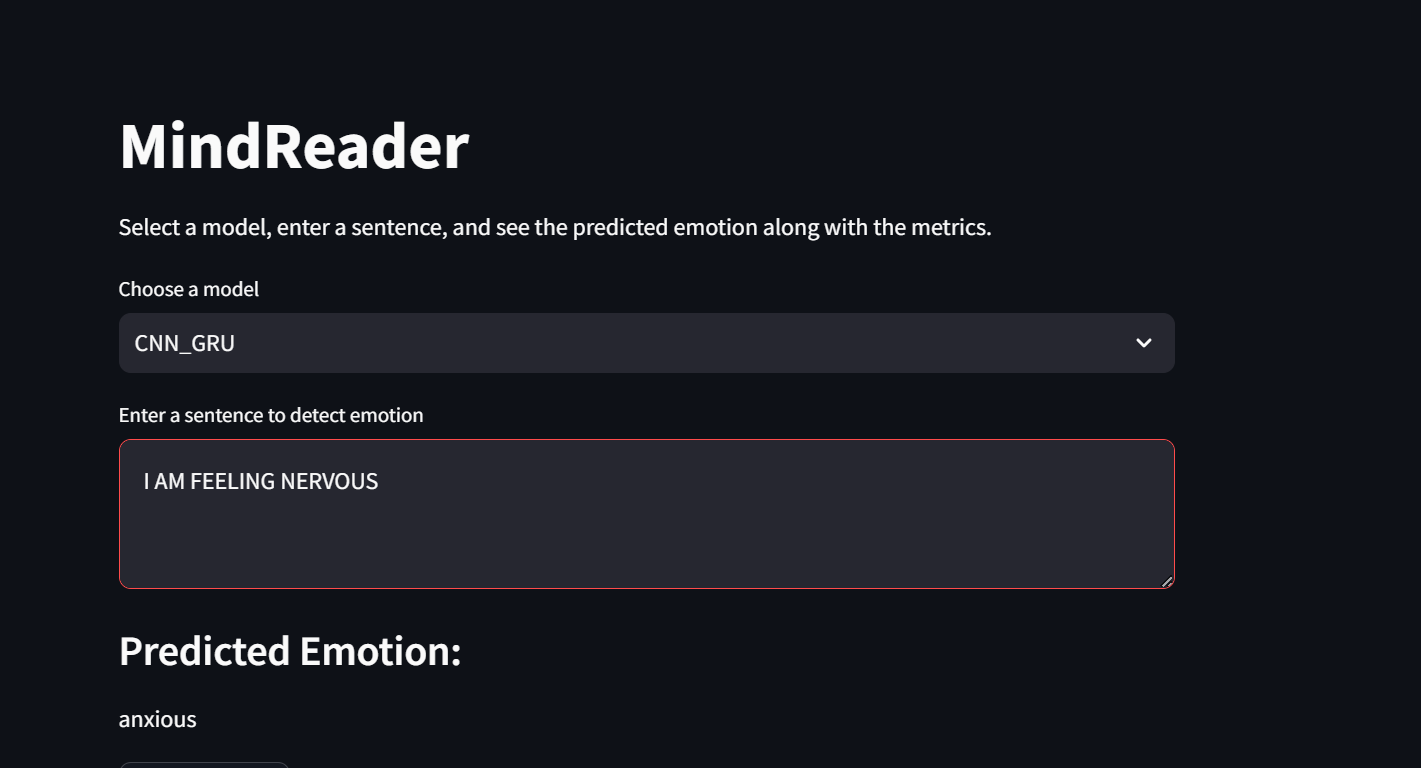 MindReader
Select a model, enter a sentence, and see the predicted emotion along with the metrics.
Choose a model
CNN_GRU
Enter a sentence to detect emotion
I AM FEELING NERVOUS
Predicted Emotion:
anxious